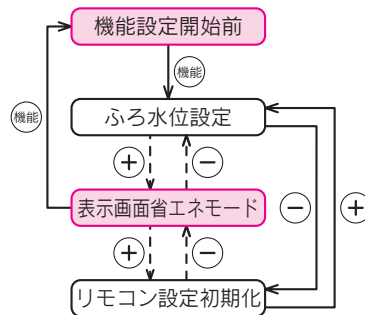 機能設定開始前
機能
機能
ふろ水位設定
+
−
表示画面省エネモード
−
+
+
−
リモコン設定初期化